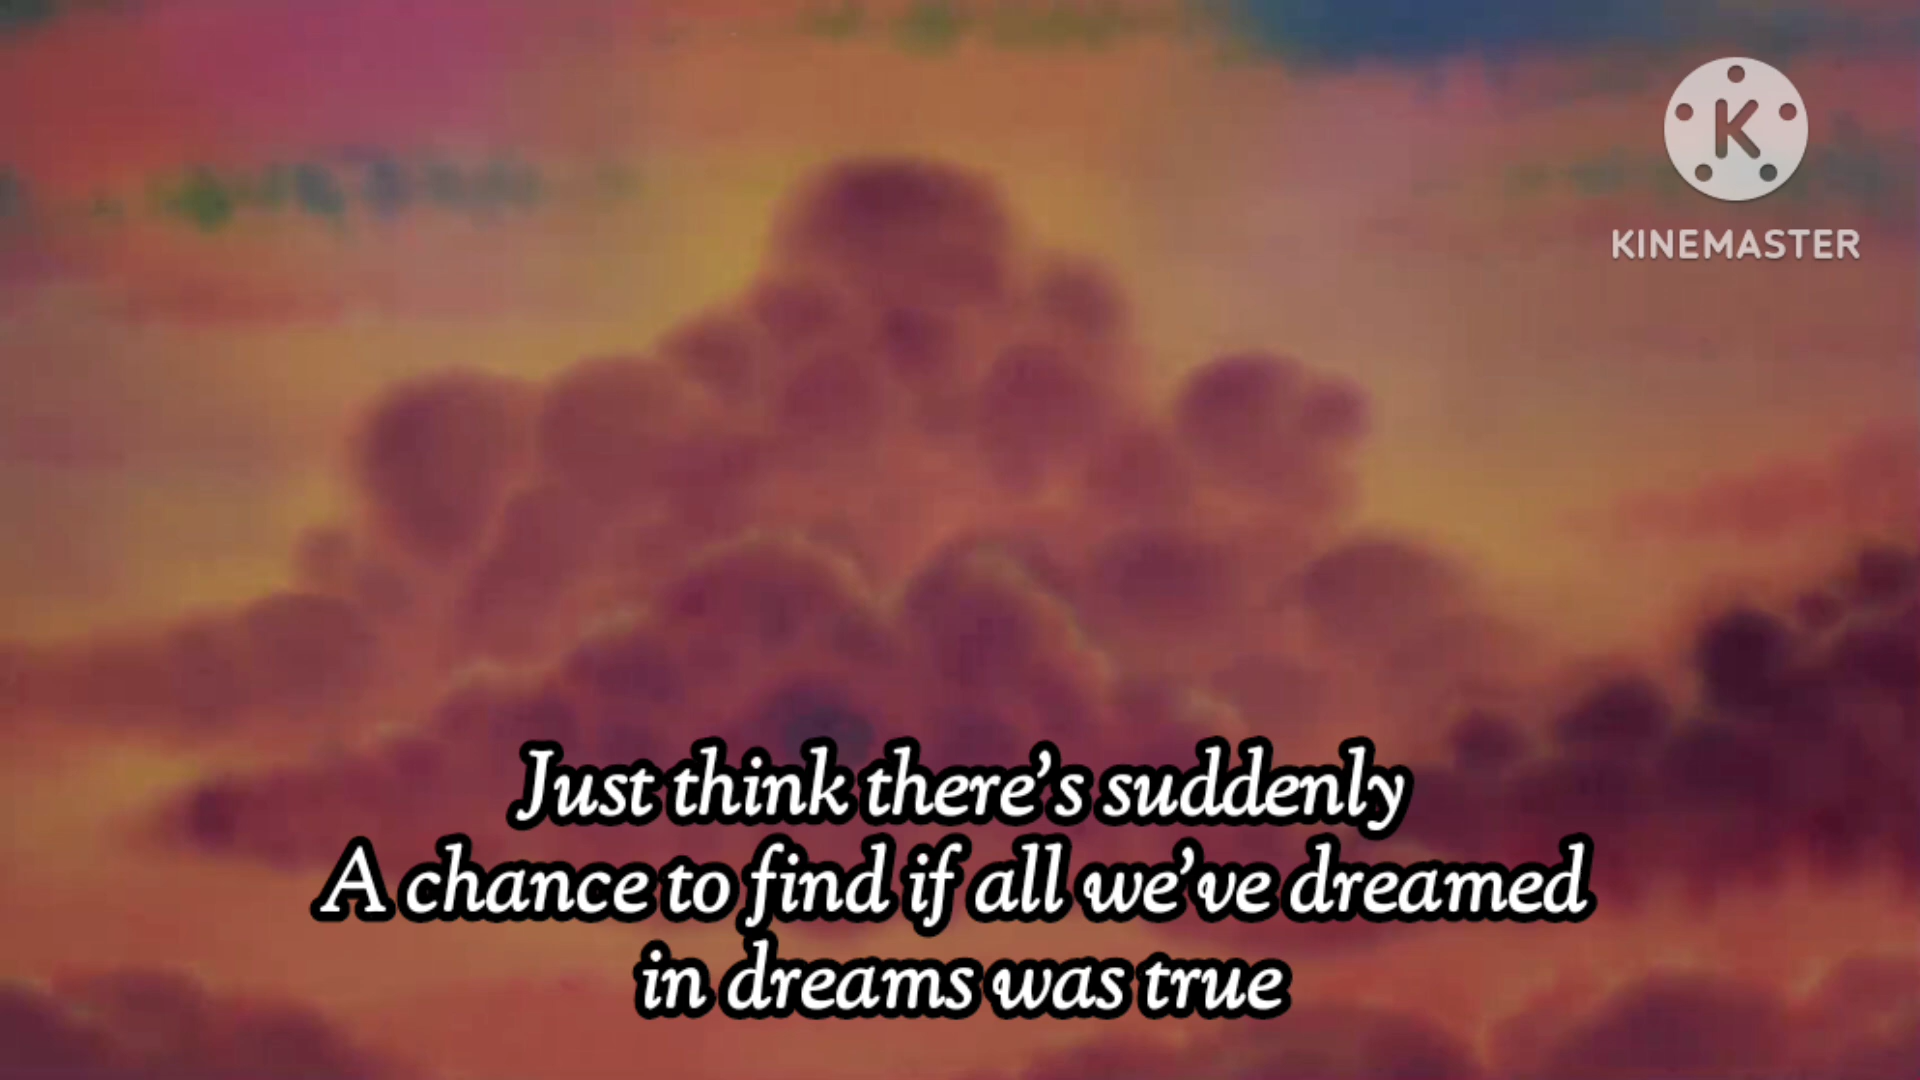 K
KINEMASTER
Just think there's suddenly
A chance to find if all we've dreamed
in dreams was true